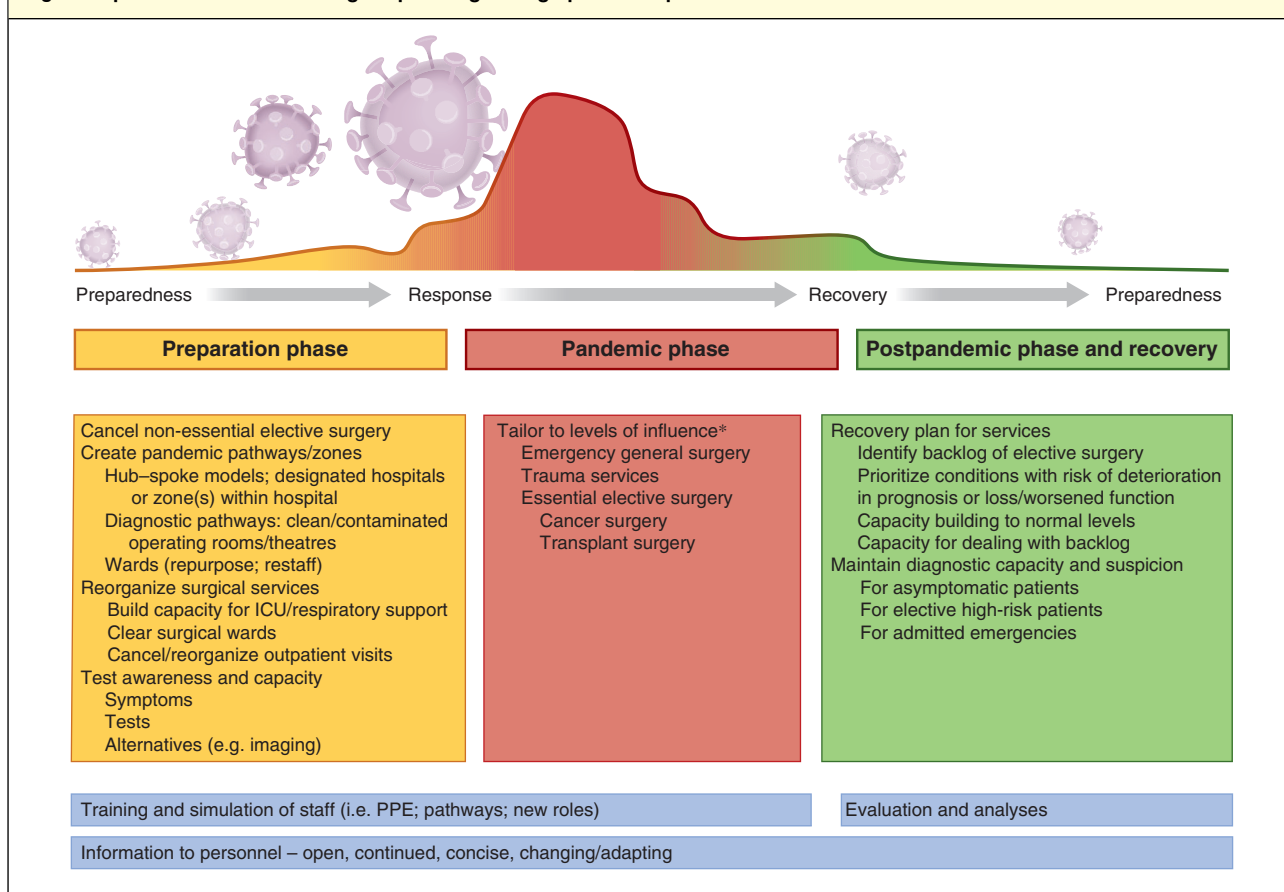 Preparedness
Response
Recovery
Preparedness
Preparation phase
Pandemic phase
Postpandemic phase and recovery
Cancel non-essential elective surgery
Create pandemic pathways/zones
Hub–spoke models; designated hospitals
or zone(s) within hospital
Diagnostic pathways: clean/contaminated
operating rooms/theatres
Wards (repurpose; restaff)
Reorganize surgical services
Build capacity for ICU/respiratory support
Clear surgical wards
Cancel/reorganize outpatient visits
Test awareness and capacity
Symptoms
Tests
Alternatives (e.g. imaging)
Tailor to levels of influence*
Emergency general surgery
Trauma services
Essential elective surgery
Cancer surgery
Transplant surgery
Recovery plan for services
Identify backlog of elective surgery
Prioritize conditions with risk of deterioration
in prognosis or loss/worsened function
Capacity building to normal levels
Capacity for dealing with backlog
Maintain diagnostic capacity and suspicion
For asymptomatic patients
For elective high-risk patients
For admitted emergencies
Training and simulation of staff (i.e. PPE; pathways; new roles)
Evaluation and analyses
Information to personnel – open, continued, concise, changing/adapting